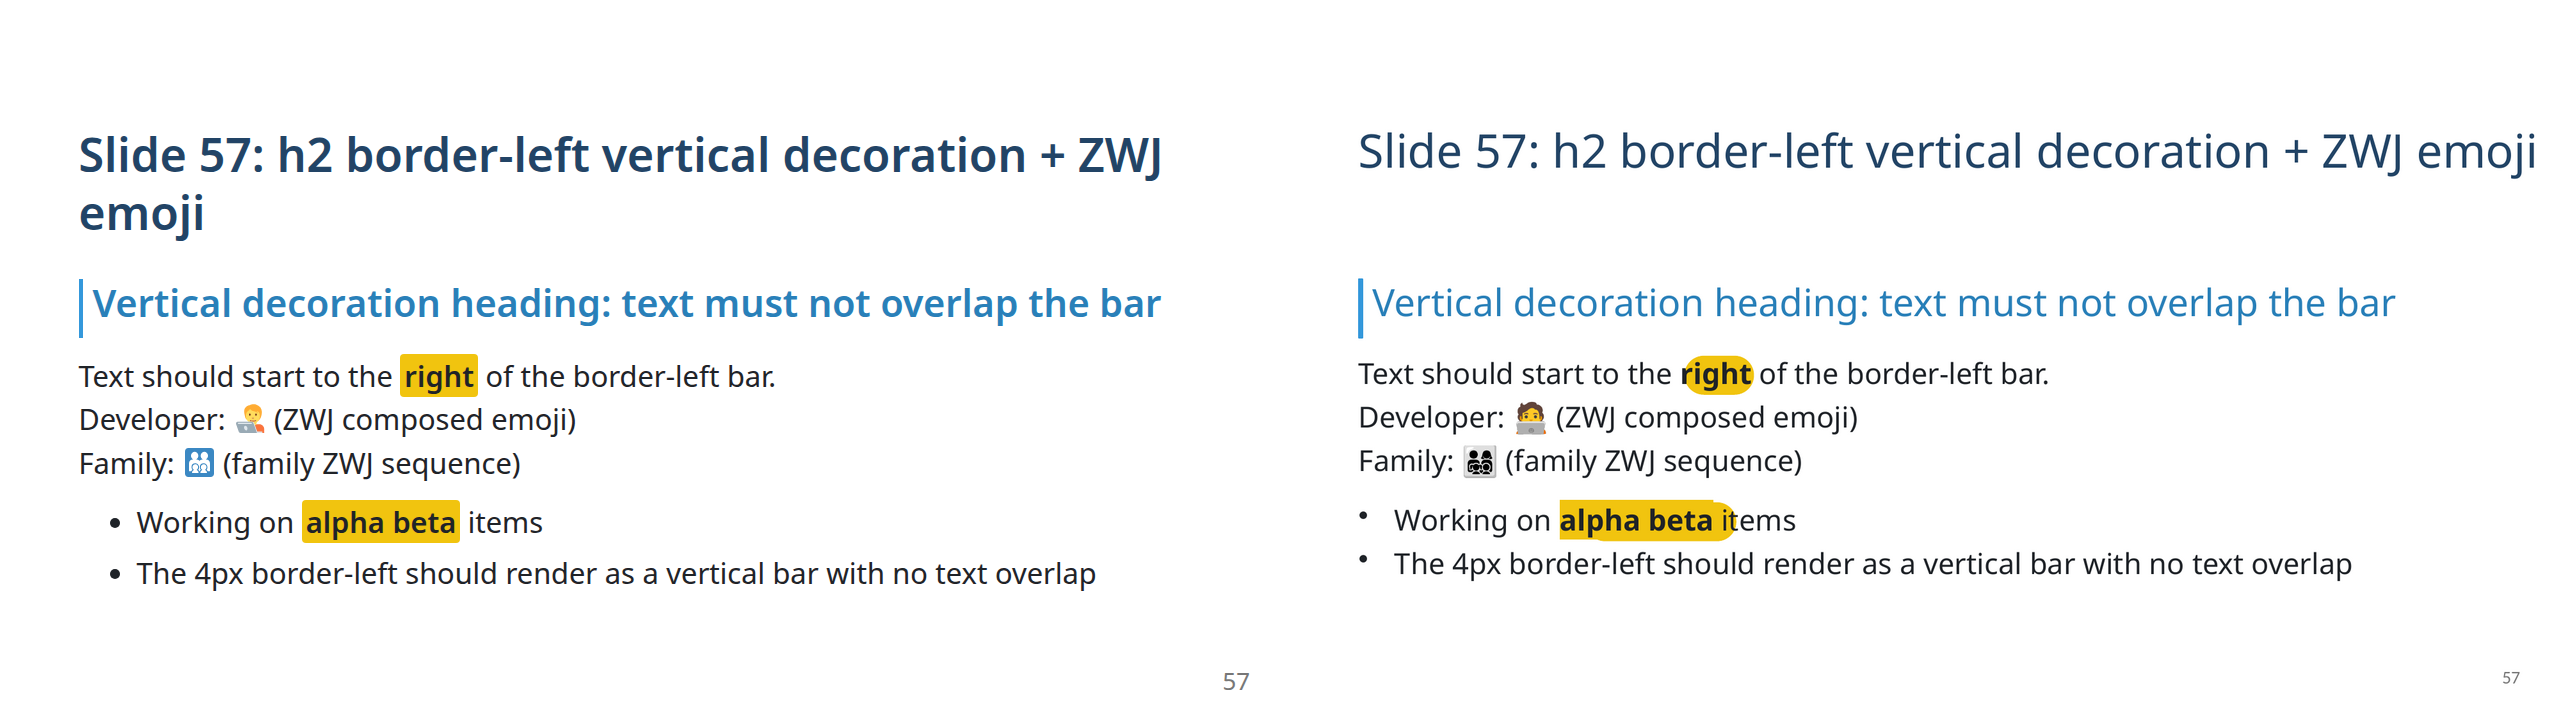 Slide 57: h2 border-left vertical decoration + ZWJ
emoji
Vertical decoration heading: text must not overlap the bar
Text should start to the right of the border-left bar.
Developer: 🧑‍💻 (ZWJ composed emoji)
Family: 👨‍👩‍👧‍👦 (family ZWJ sequence)
• Working on alpha beta items
• The 4px border-left should render as a vertical bar with no text overlap
57
Slide 57: h2 border-left vertical decoration + ZWJ emoji
Vertical decoration heading: text must not overlap the bar
Text should start to the right of the border-left bar.
Developer: 🧑‍💻 (ZWJ composed emoji)
Family: 👨‍👩‍👧‍👦 (family ZWJ sequence)
• Working on alpha beta items
• The 4px border-left should render as a vertical bar with no text overlap
57